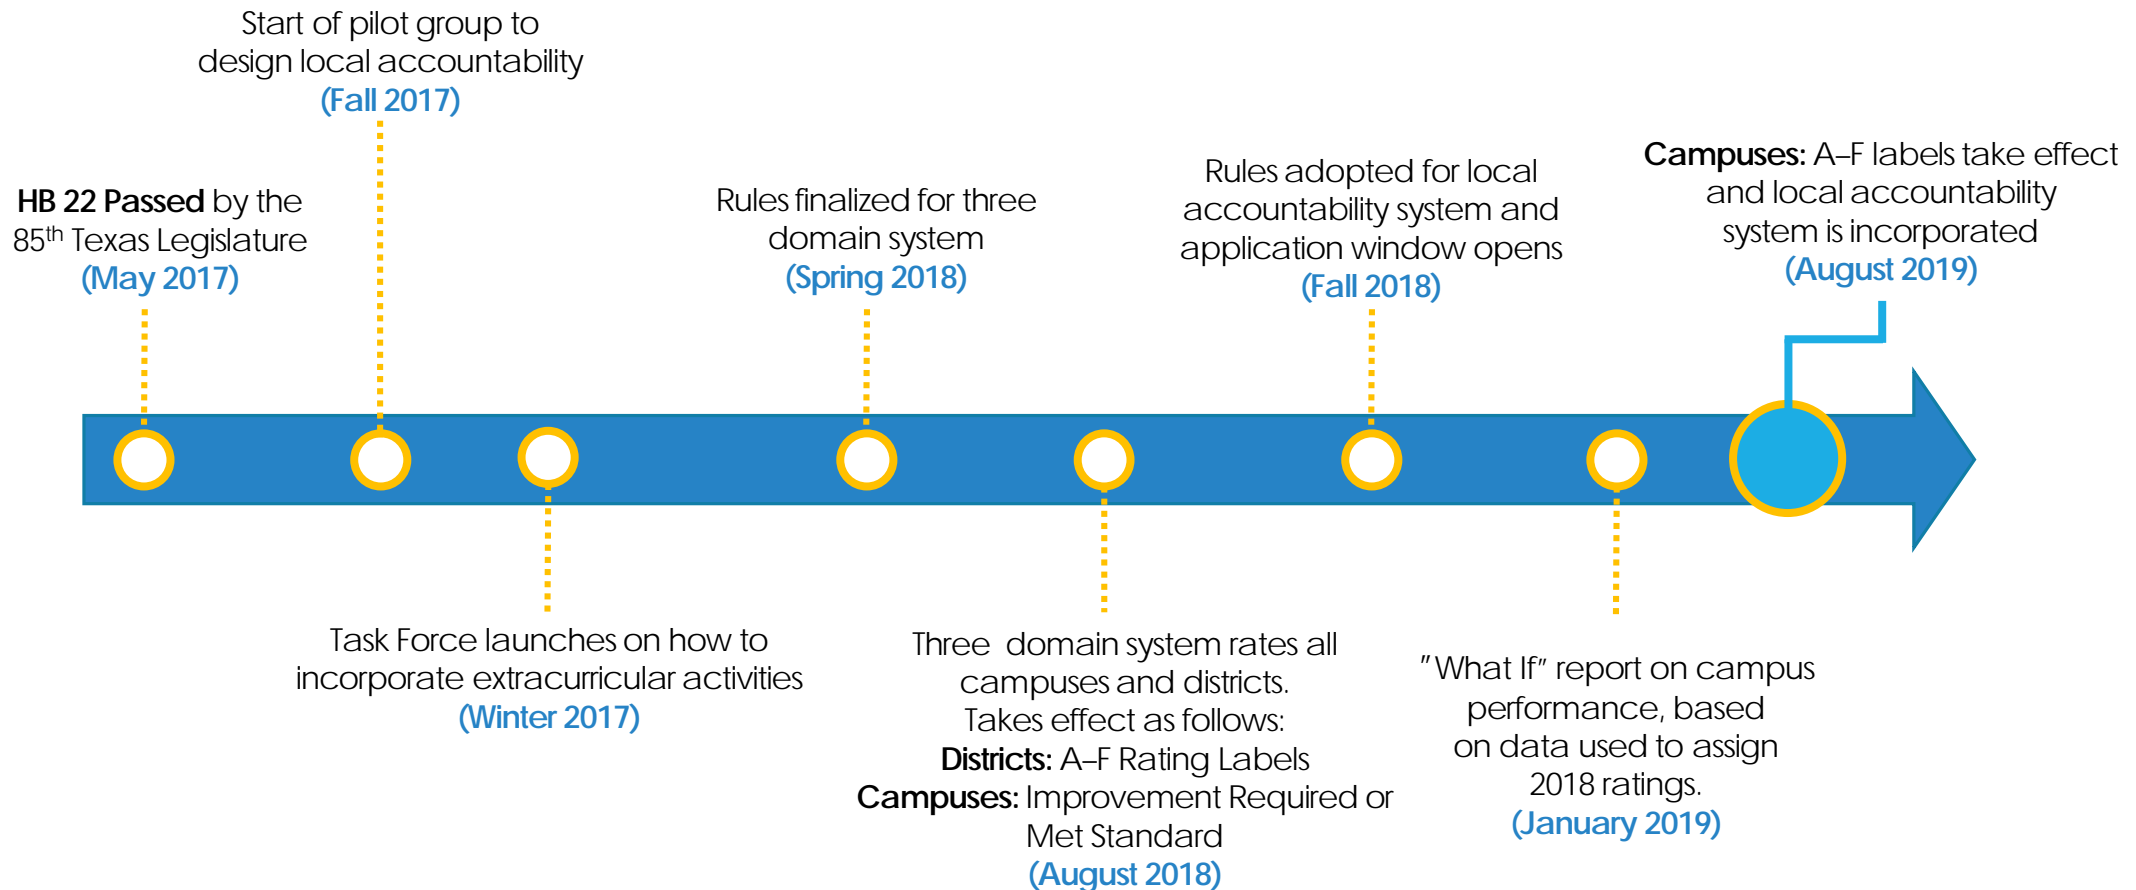 Start of pilot group to
design local accountability
(Fall 2017)
HB 22 Passed by the
85th Texas Legislature
(May 2017)
Rules finalized for three
domain system
(Spring 2018)
Rules adopted for local
accountability system and
application window opens
(Fall 2018)
Campuses: A–F labels take effect
and local accountability
system is incorporated
(August 2019)
Task Force launches on how to
incorporate extracurricular activities
(Winter 2017)
Three  domain system rates all
campuses and districts.
Takes effect as follows:
Districts: A–F Rating Labels
Campuses: Improvement Required or
Met Standard
(August 2018)
"What If" report on campus
performance, based
on data used to assign
2018 ratings.
(January 2019)